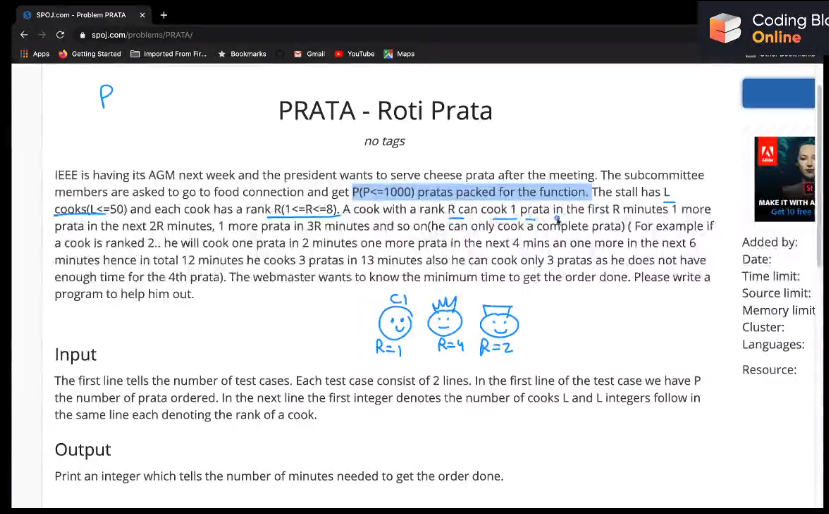 SPOJ.com - Problem PRATA
spoj.com/problems/PRATA/
Apps Getting Started Imported From Fir... Bookmarks Gmail YouTube Maps
Coding Blo
Online
P
PRATA - Roti Prata
no tags
IEEE is having its AGM next week and the president wants to serve cheese prata after the meeting. The subcommittee
members are asked to go to food connection and get P(P<=1000) pratas packed for the function. The stall has L
cooks(L<=50) and each cook has a rank R(1<=R<=8). A cook with a rank R can cook 1 prata in the first R minutes 1 more
prata in the next 2R minutes, 1 more prata in 3R minutes and so on(he can only cook a complete prata) ( For example if
a cook is ranked 2.. he will cook one prata in 2 minutes one more prata in the next 4 mins an one more in the next 6
minutes hence in total 12 minutes he cooks 3 pratas in 13 minutes also he can cook only 3 pratas as he does not have
enough time for the 4th prata). The webmaster wants to know the minimum time to get the order done. Please write a
program to help him out.
C1
R=1 R=4 R=2
Input
The first line tells the number of test cases. Each test case consist of 2 lines. In the first line of the test case we have P
the number of prata ordered. In the next line the first integer denotes the number of cooks L and L integers follow in
the same line each denoting the rank of a cook.
Output
Print an integer which tells the number of minutes needed to get the order done.
Adobe
Get 10 free
Added by:
Date:
Time limit:
Source limit:
Memory limit
Cluster:
Languages:
Resource: